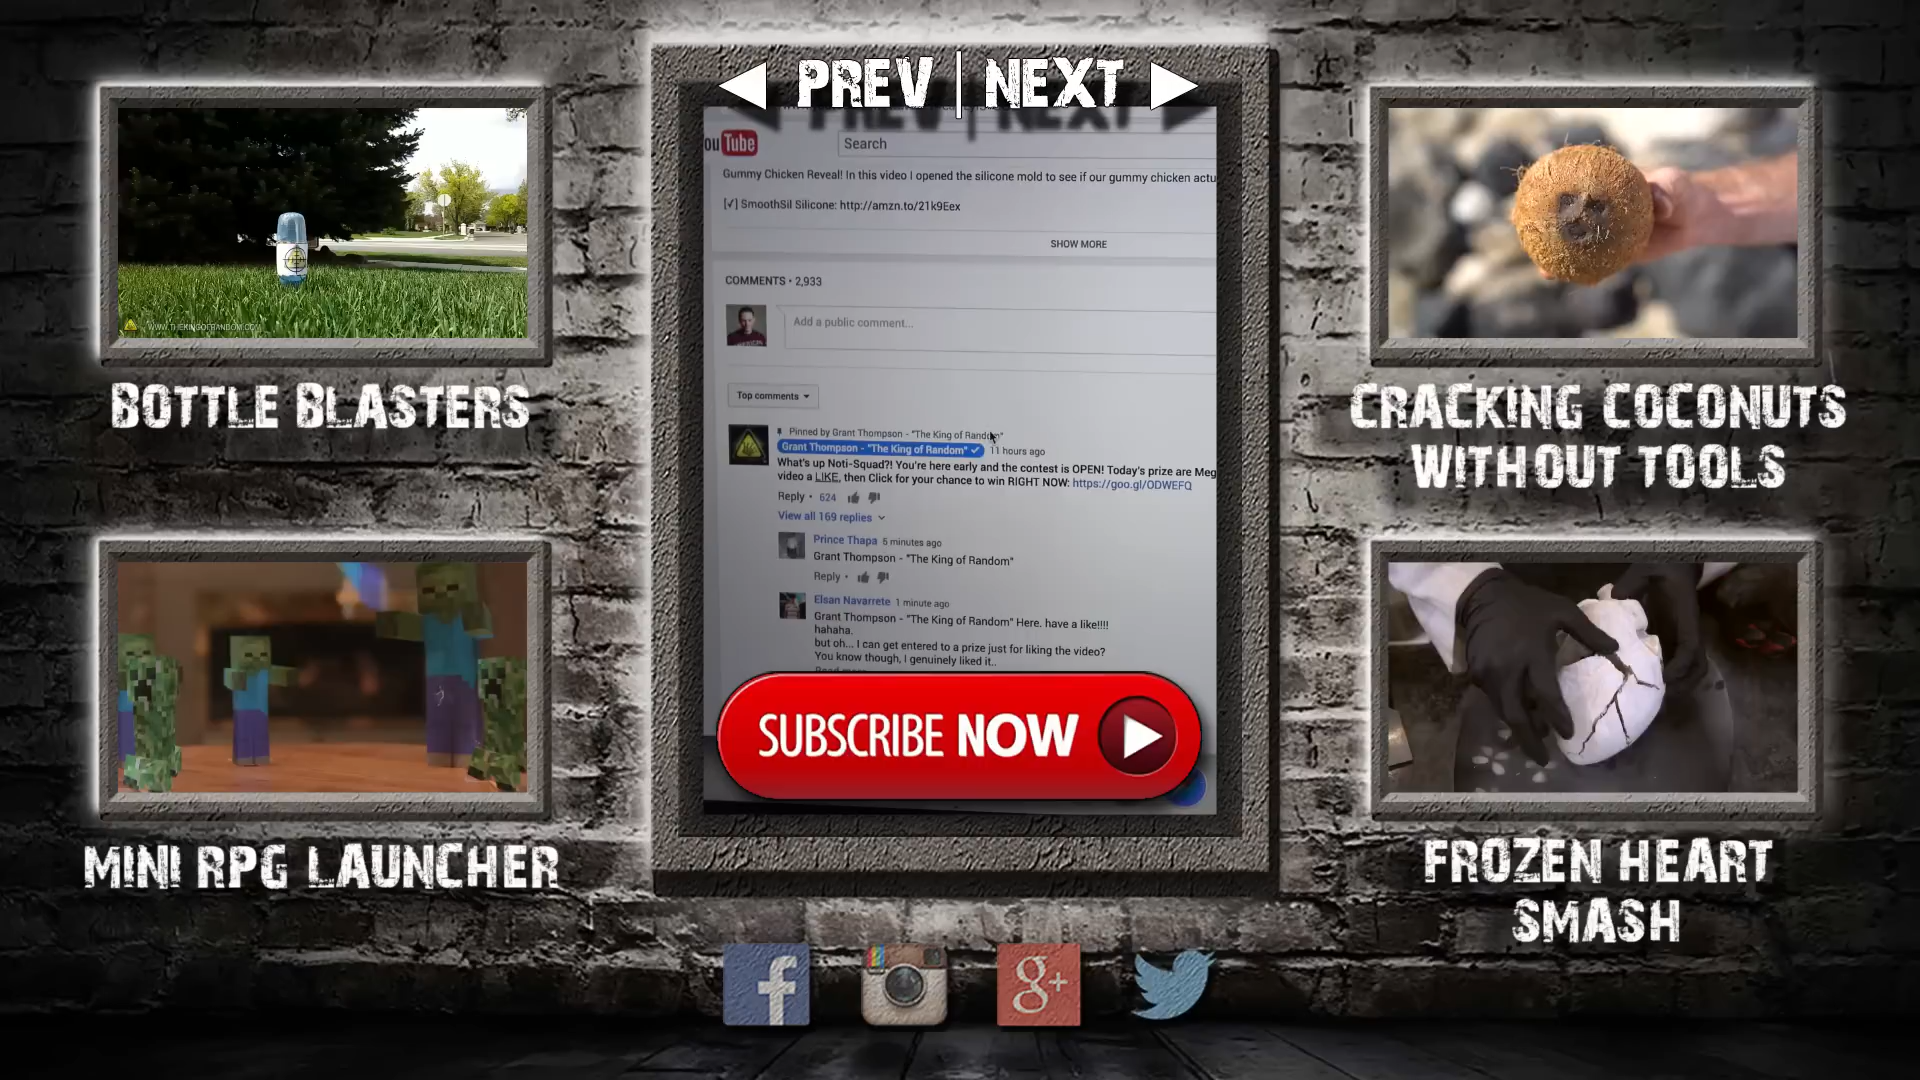 PREV | NEXT
ou Tube
Search
Gummy Chicken Reveal! In this video I opened the silicone mold to see if our gummy chicken actu
[✓] SmoothSil Silicone: http://amzn.to/21k9Eex
SHOW MORE
COMMENTS • 2,933
Add a public comment...
Top comments
Pinned by Grant Thompson - "The King of Random"
Grant Thompson - "The King of Random" ✓ 11 hours ago
What's up Noti-Squad?! You're here early and the contest is OPEN! Today's prize are Meg
video a LIKE, then Click for your chance to win RIGHT NOW: https://goo.gl/ODWEFQ
Reply • 624
View all 169 replies
Prince Thapa 5 minutes ago
Grant Thompson - "The King of Random"
Reply •
Elsan Navarrete 1 minute ago
Grant Thompson - "The King of Random" Here. have a like!!!!
hahaha.
but oh... I can get entered to a prize just for liking the video?
You know though, I genuinely liked it..
Read more
SUBSCRIBE NOW
WWW.THEKINGOFRANDOM.COM
BOTTLE BLASTERS
MINI RPG LAUNCHER
CRACKING COCONUTS
WITHOUT TOOLS
FROZEN HEART
SMASH
f
g+